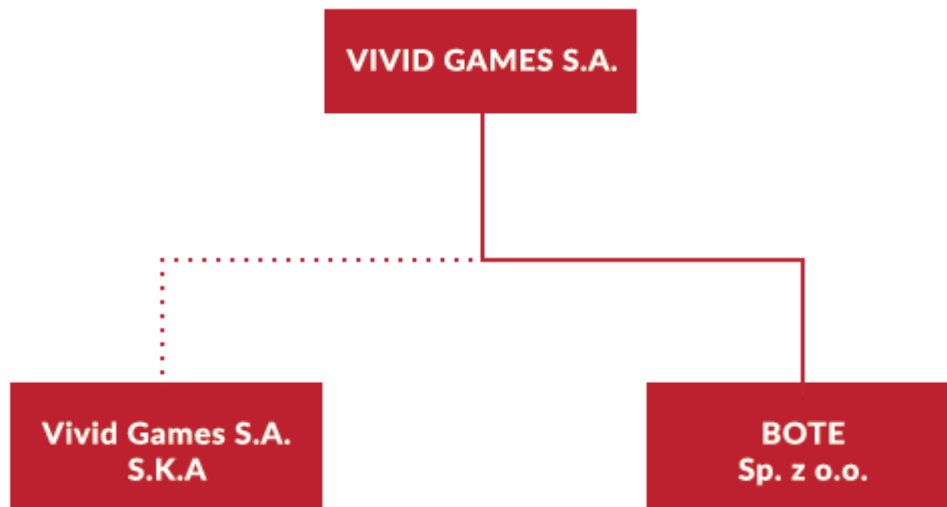 VIVID GAMES S.A.
Vivid Games S.A.
S.K.A
BOTE
Sp. z o.o.